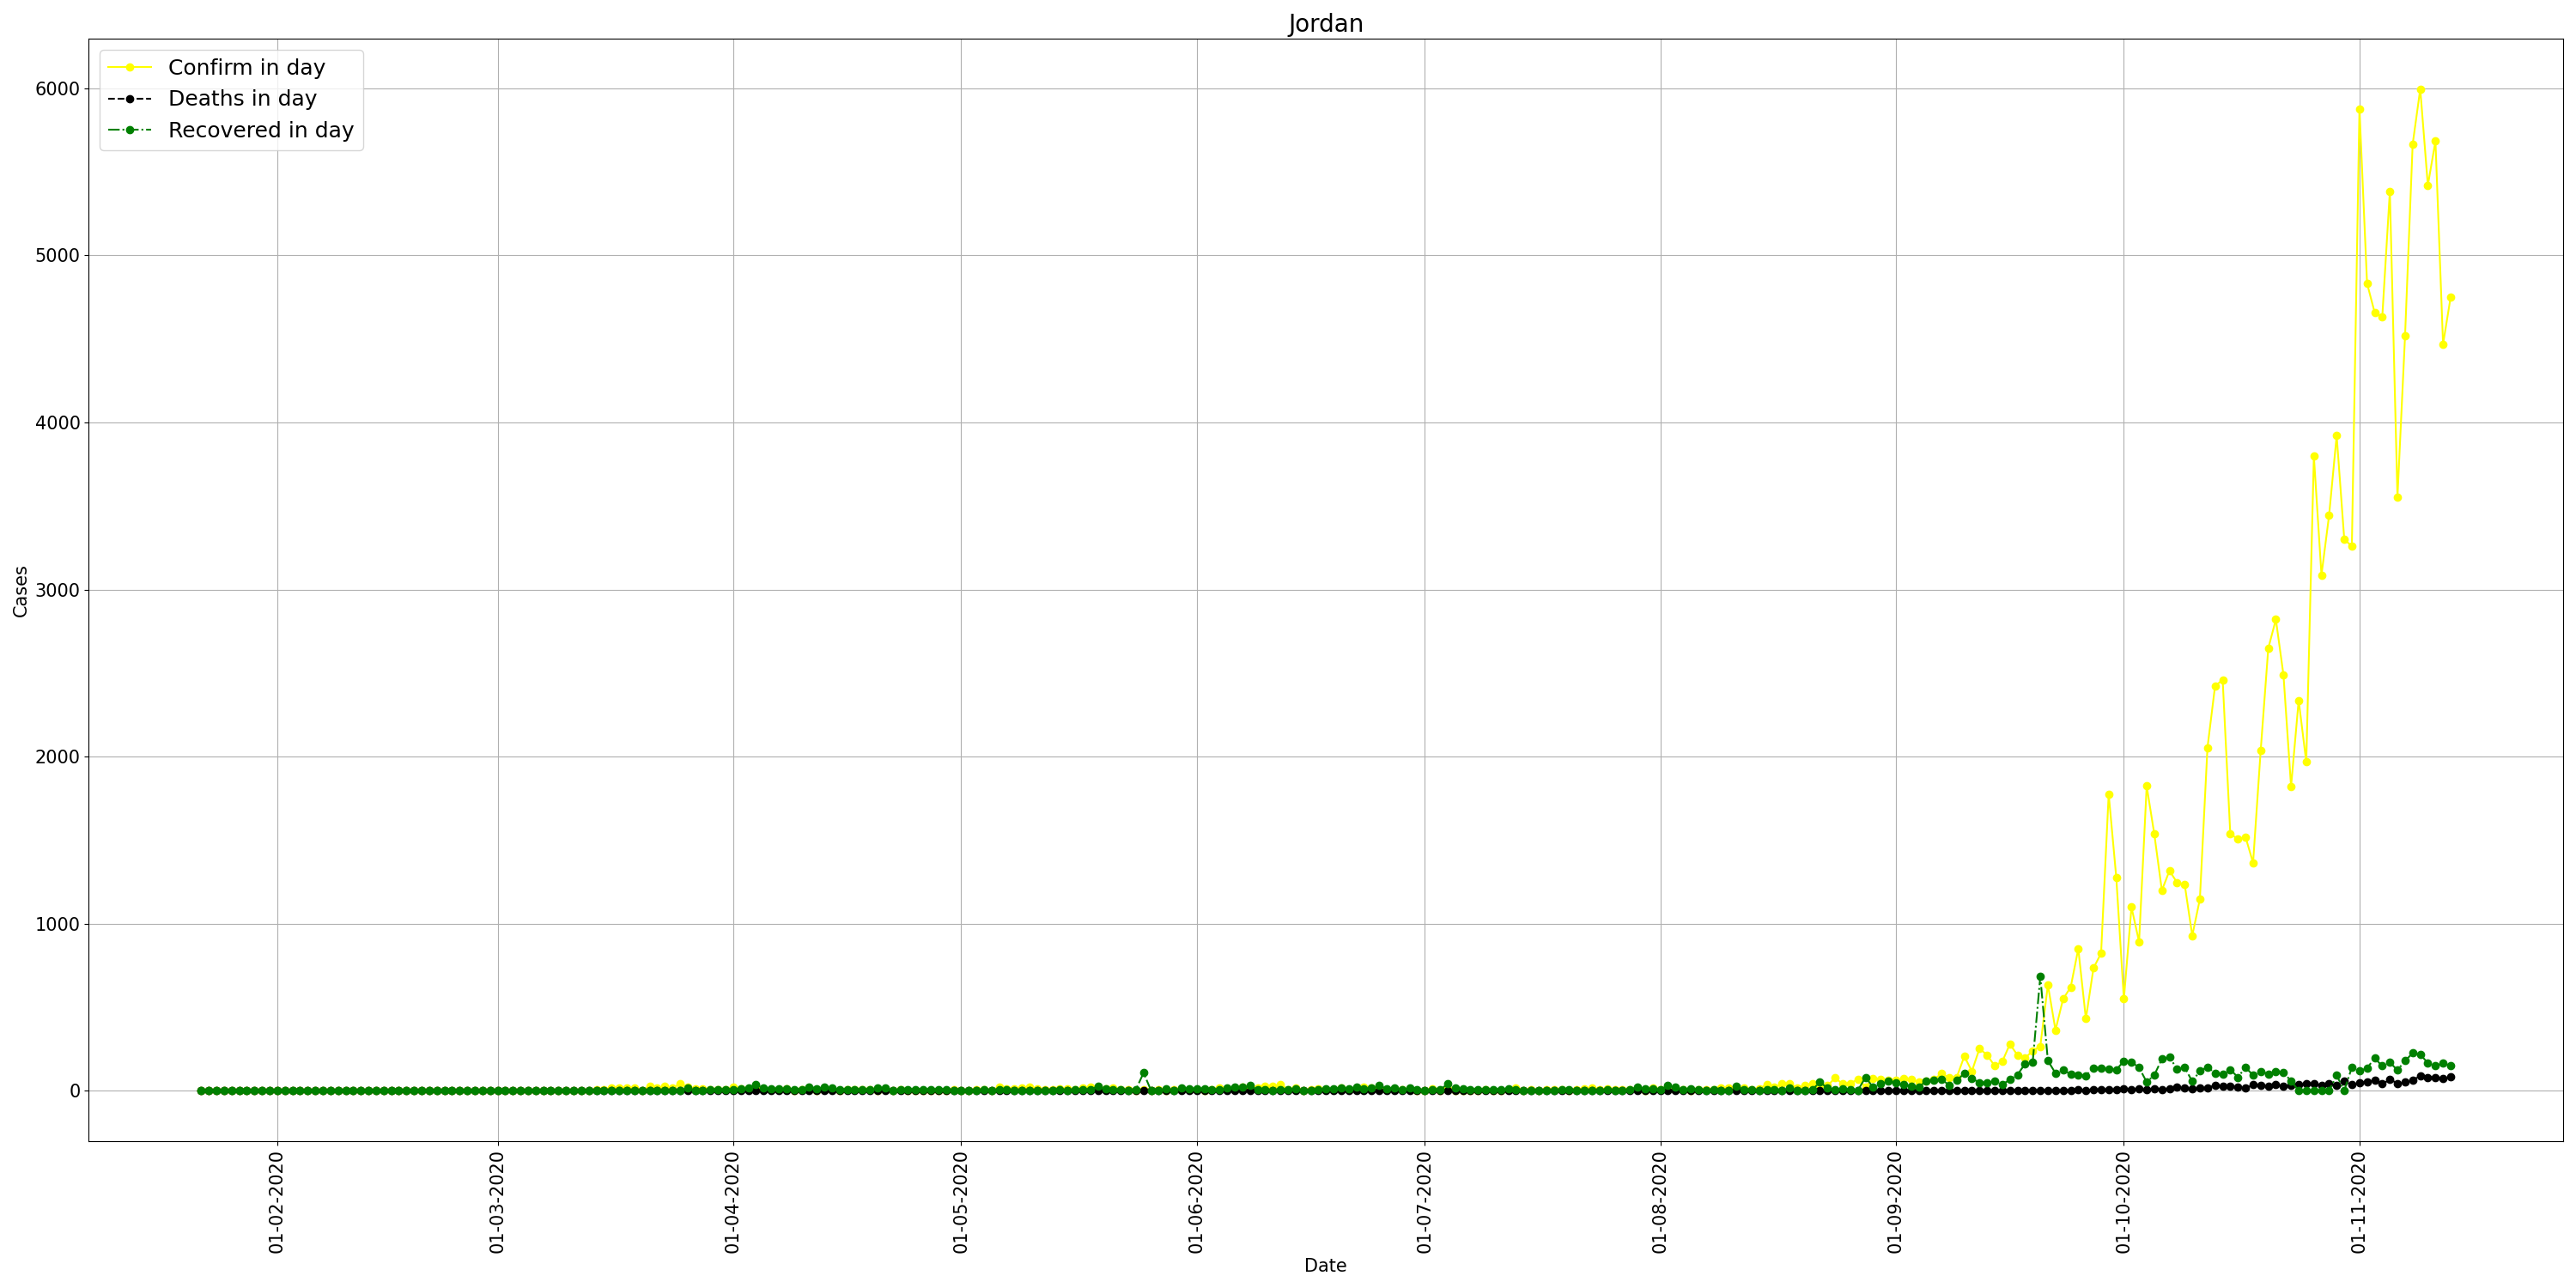 Jordan
Confirm in day
Deaths in day
Recovered in day
6000
5000
4000
3000
2000
1000
0
Cases
01-02-2020
01-03-2020
01-04-2020
01-05-2020
01-06-2020
01-07-2020
01-08-2020
01-09-2020
01-10-2020
01-11-2020
Date